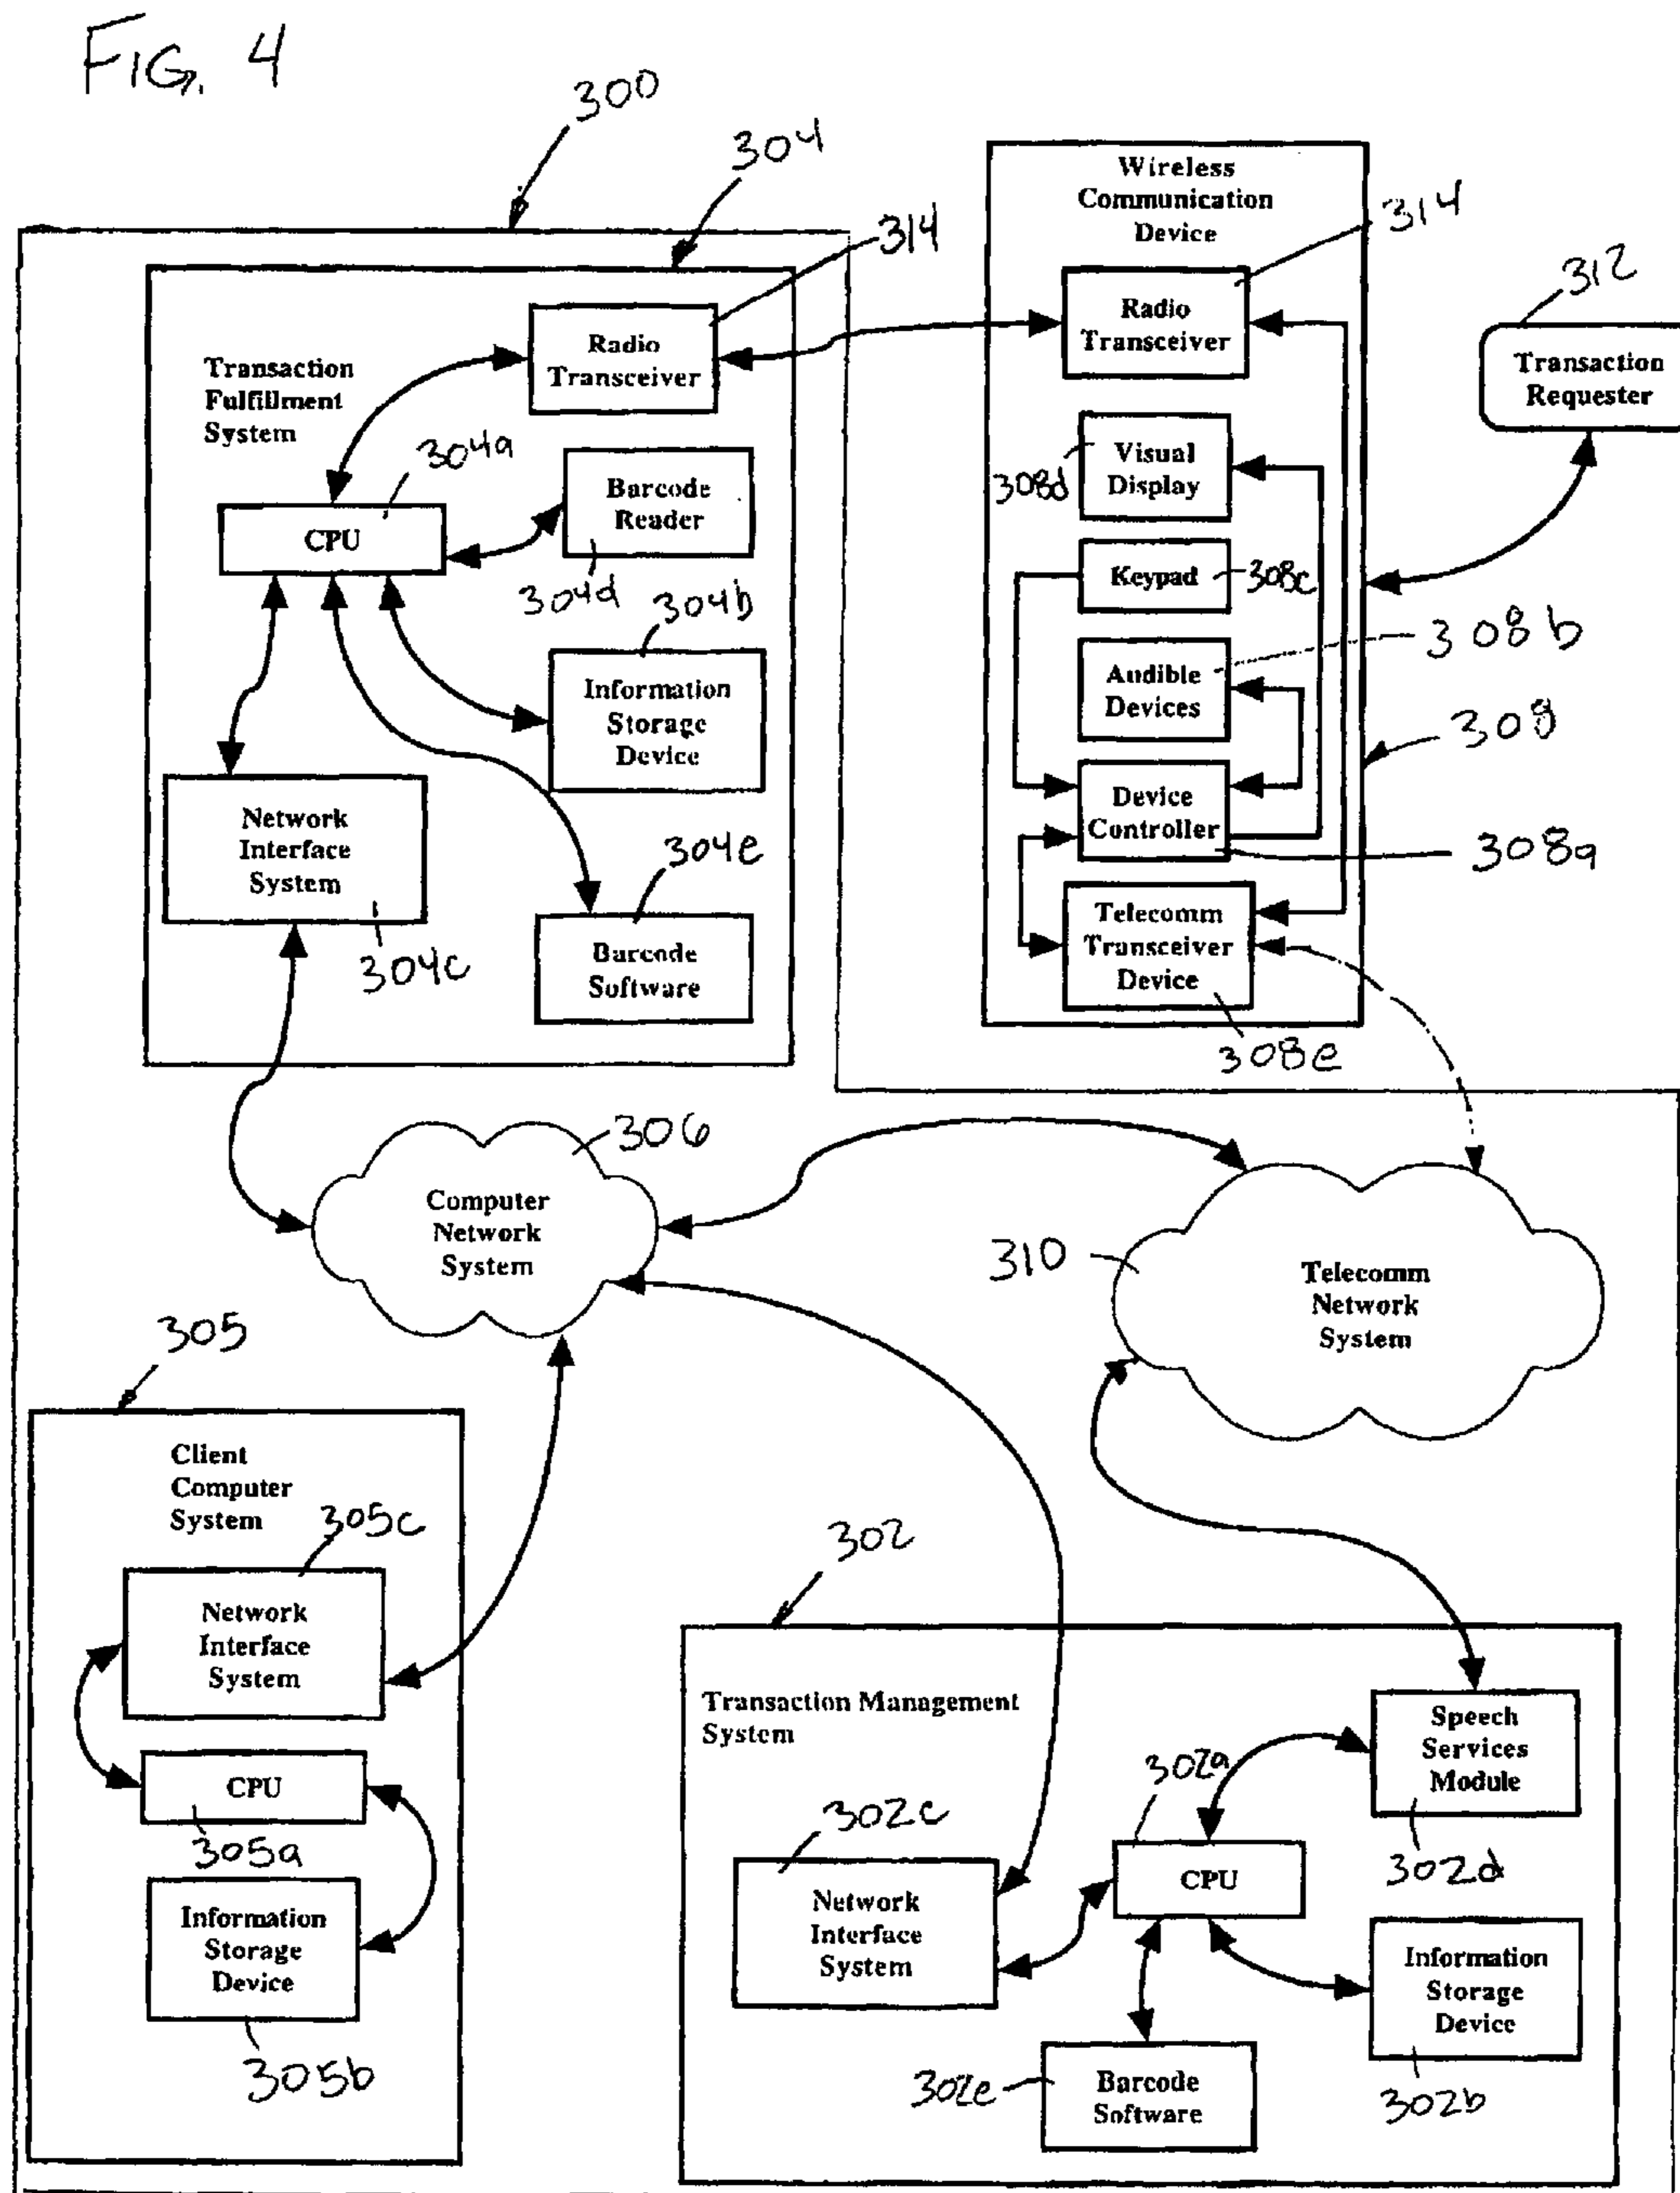 FIG. 4
300
304
314
Transaction
Fulfillment
System
Radio
Transceiver
304a
CPU
Barcode
Reader
304d
304b
Information
Storage
Device
Network
Interface
System
304c
304e
Barcode
Software
Wireless
Communication
Device
314
Radio
Transceiver
312
Transaction
Requester
308d
Visual
Display
Keypad
308c
308b
Audible
Devices
308
Device
Controller
308a
Telecomm
Transceiver
Device
308e
306
Computer
Network
System
310
Telecomm
Network
System
305
Client
Computer
System
305c
Network
Interface
System
CPU
305a
Information
Storage
Device
305b
302
Transaction Management
System
Speech
Services
Module
302d
302a
CPU
302c
Network
Interface
System
Information
Storage
Device
302b
302e
Barcode
Software